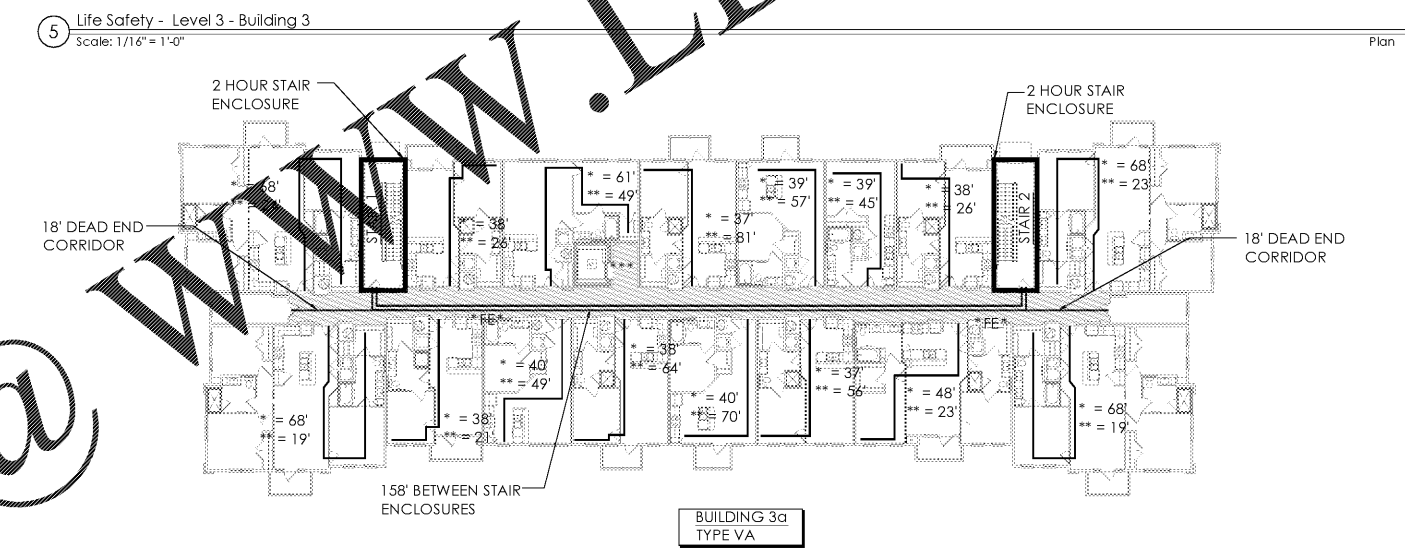 5
Life Safety - Level 3 - Building 3
Scale: 1/16" = 1'-0"
Plan
2 HOUR STAIR
ENCLOSURE
2 HOUR STAIR
ENCLOSURE
@ WWW.L
* = 68'
* = 38'
** = 26'
* = 61'
** = 49'
* = 37'
** = 81'
* = 39'
** = 57'
* = 39'
** = 45'
* = 38'
** = 26'
STAIR 2
* = 68'
** = 23'
***
18' DEAD END
CORRIDOR
18' DEAD END
CORRIDOR
*FE*
*FE*
* = 68'
** = 19'
* = 38'
** = 21'
* = 40'
** = 49'
* = 38'
** = 64'
* = 40'
** = 70'
* = 37'
** = 56'
* = 48'
** = 23'
* = 68'
** = 19'
158' BETWEEN STAIR
ENCLOSURES
BUILDING 3a
TYPE VA